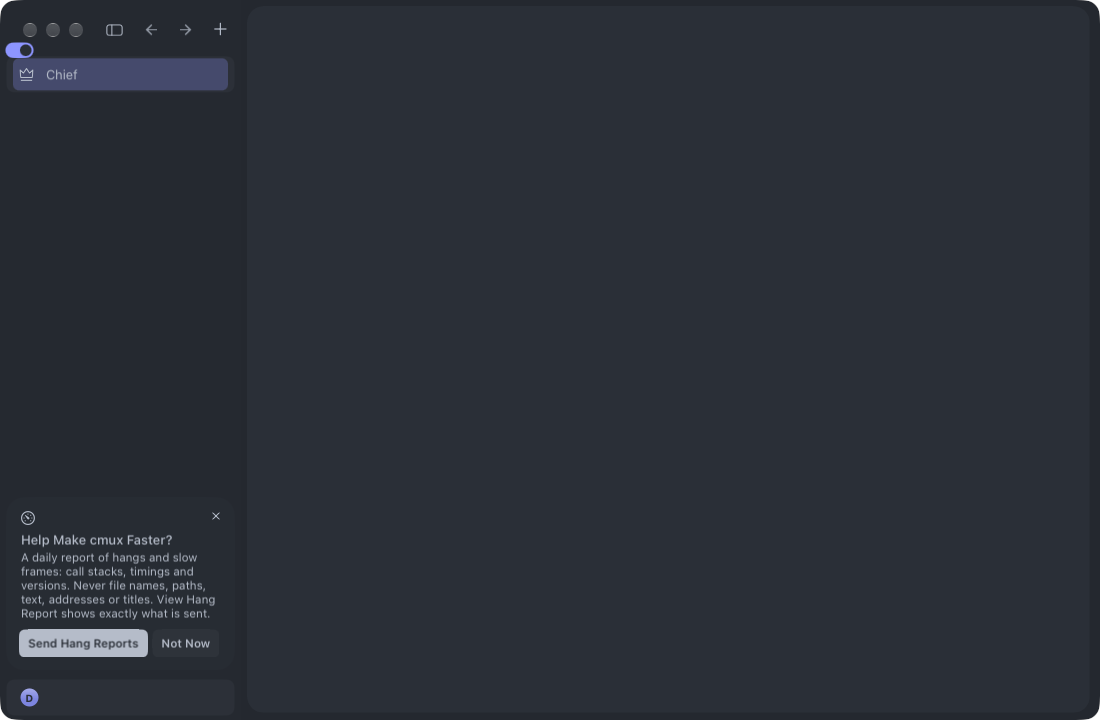 Chief
Help Make cmux Faster?
A daily report of hangs and slow
frames: call stacks, timings and
versions. Never file names, paths,
text, addresses or titles. View Hang
Report shows exactly what is sent.
Send Hang Reports Not Now
D